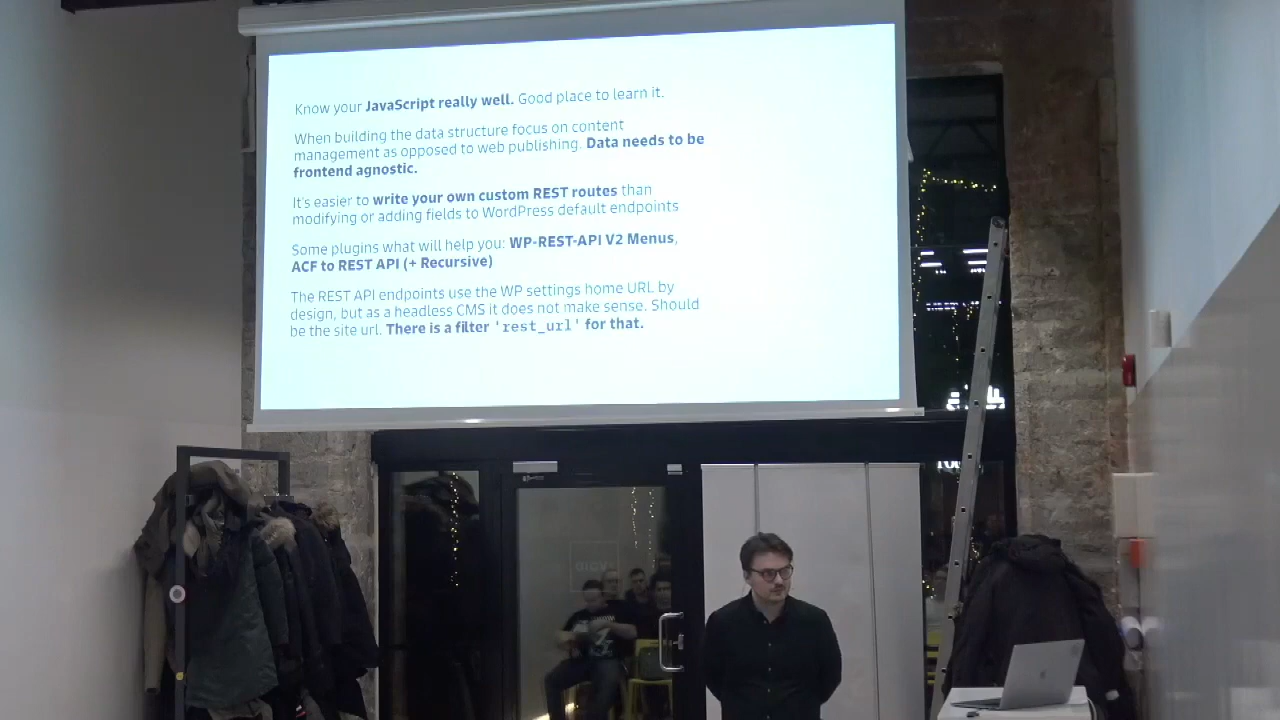 Know your JavaScript really well. Good place to learn it.
When building the data structure focus on content
management as opposed to web publishing. Data needs to be
frontend agnostic.
It's easier to write your own custom REST routes than
modifying or adding fields to WordPress default endpoints
Some plugins what will help you: WP-REST-API V2 Menus,
ACF to REST API (+ Recursive)
The REST API endpoints use the WP settings home URL by
design, but as a headless CMS it does not make sense. Should
be the site url. There is a filter 'rest_url' for that.